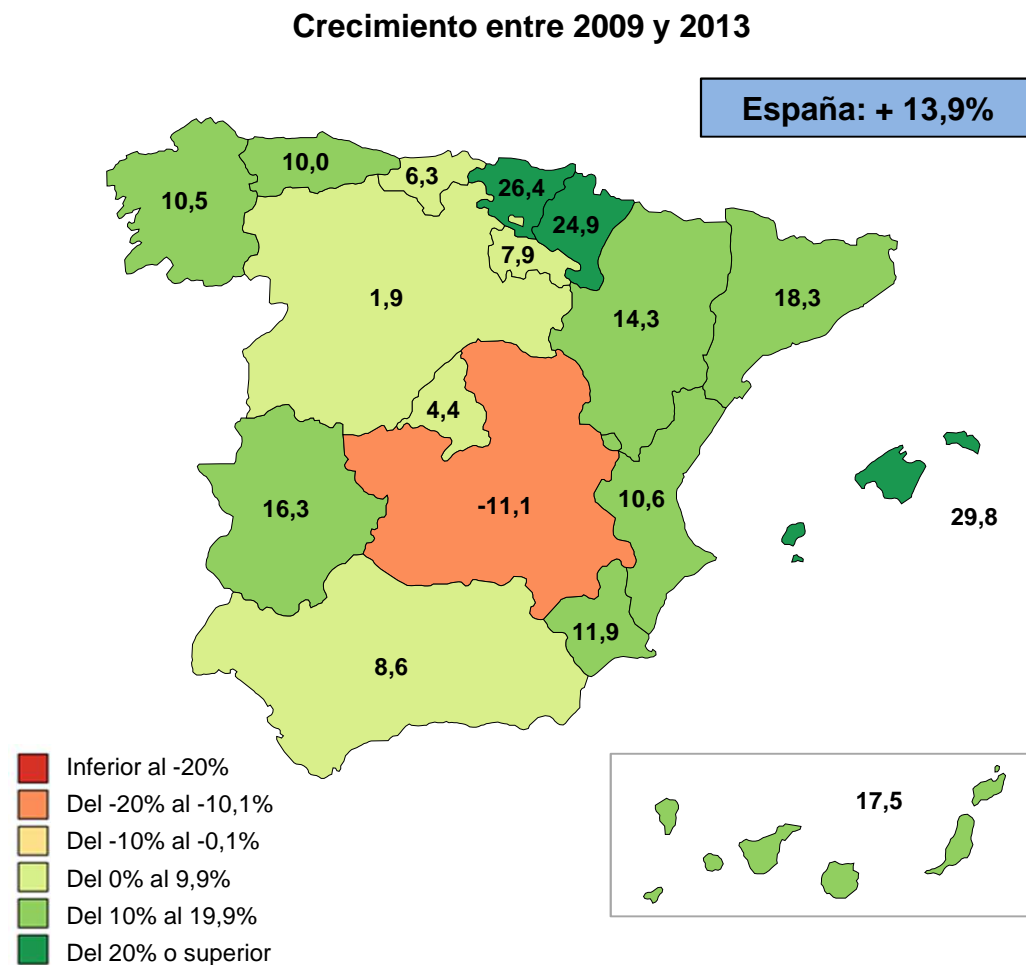 Crecimiento entre 2009 y 2013
España: + 13,9%
10,0
6,3
26,4
10,5
24,9
7,9
1,9
18,3
14,3
4,4
16,3
-11,1
10,6
29,8
11,9
8,6
Inferior al -20%
Del -20% al -10,1%
Del -10% al -0,1%
Del 0% al 9,9%
Del 10% al 19,9%
Del 20% o superior
17,5